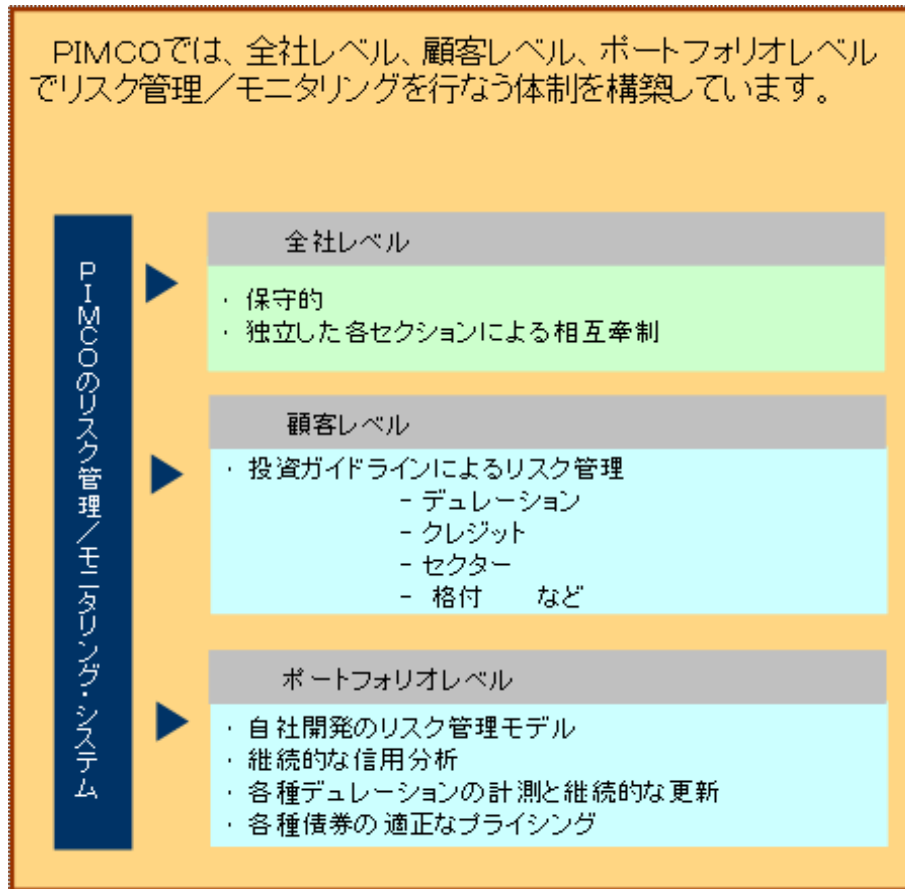 PIMCOでは、全社レベル、顧客レベル、ポートフォリオレベル
でリスク管理／モニタリングを行なう体制を構築しています。
PIMCOのリスク管理／モニタリング・システム
全社レベル
・ 保守的
・ 独立した各セクションによる相互牽制
顧客レベル
・ 投資ガイドラインによるリスク管理
－ デュレーション
－ クレジット
－ セクター
－ 格付　　など
ポートフォリオレベル
・ 自社開発のリスク管理モデル
・ 継続的な信用分析
・ 各種デュレーションの計測と継続的な更新
・ 各種債券の適正なプライシング